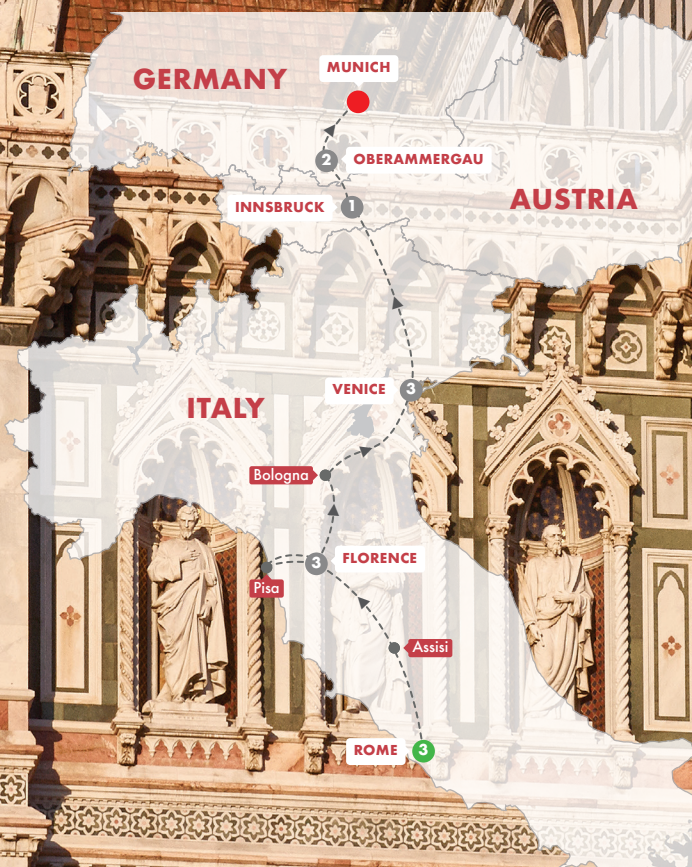 MUNICH
GERMANY
2
OBERAMMERGAU
AUSTRIA
INNSBRUCK
1
VENICE
3
ITALY
Bologna
3
FLORENCE
Pisa
Assisi
ROME
3